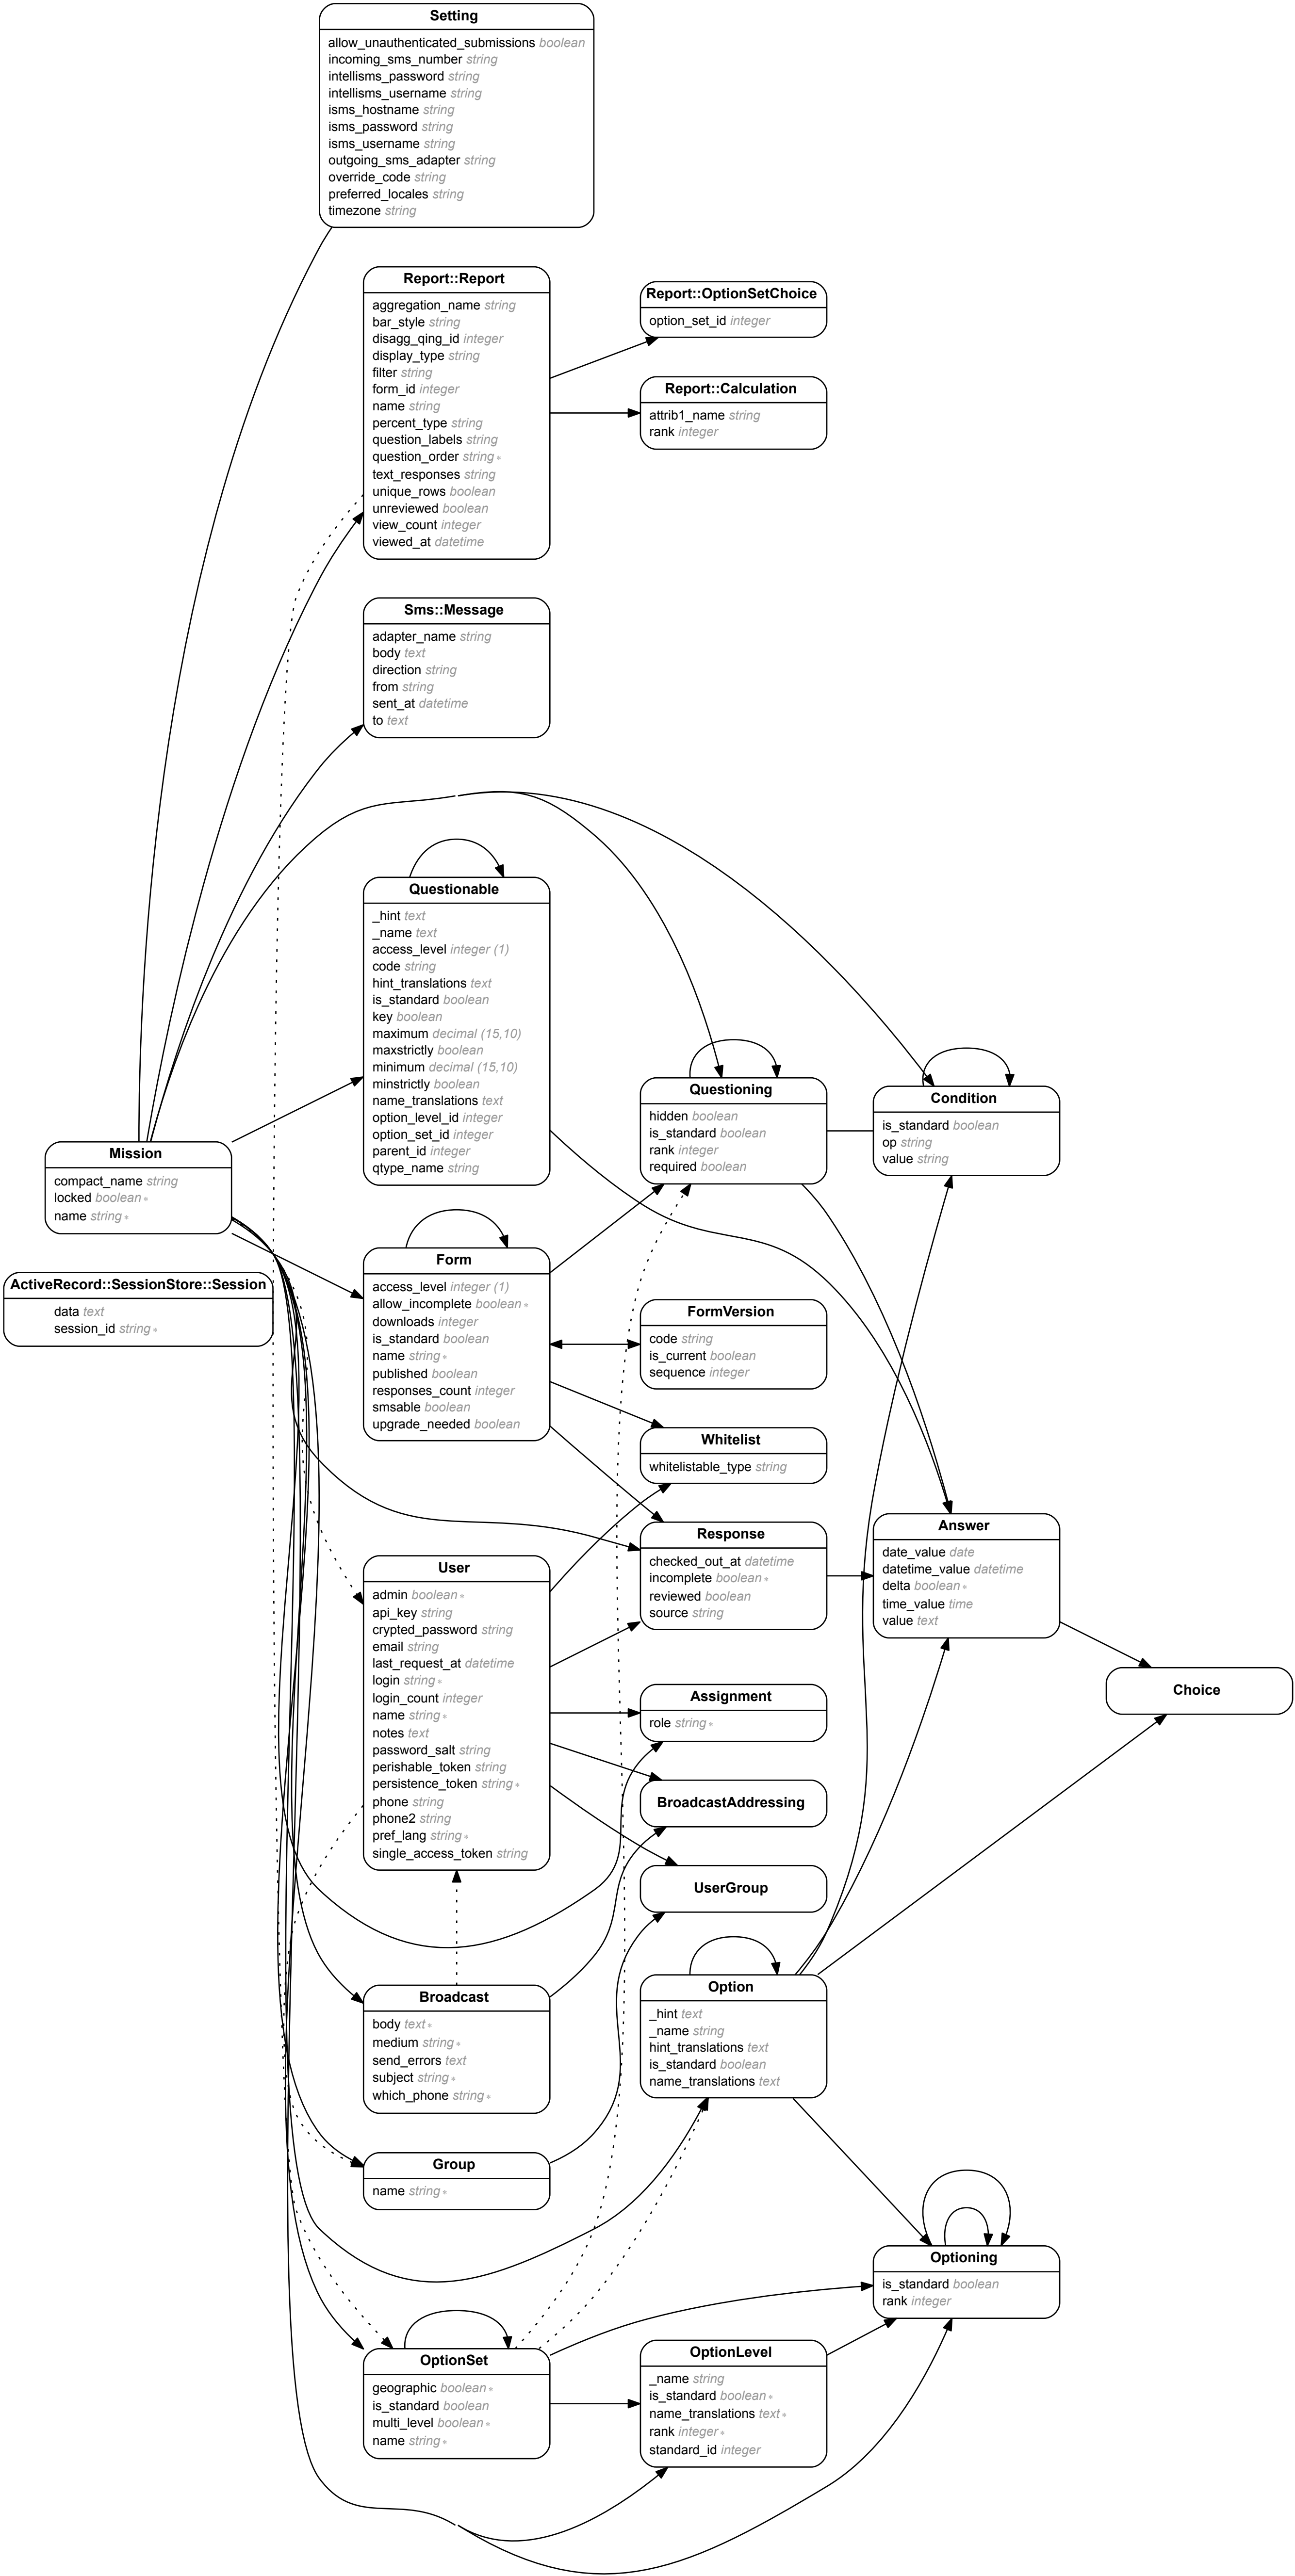 Setting
allow_unauthenticated_submissions boolean
incoming_sms_number string
intellisms_password string
intellisms_username string
isms_hostname string
isms_password string
isms_username string
outgoing_sms_adapter string
override_code string
preferred_locales string
timezone string
Report::Report
aggregation_name string
bar_style string
disagg_qing_id integer
display_type string
filter string
form_id integer
name string
percent_type string
question_labels string
question_order string *
text_responses string
unique_rows boolean
unreviewed boolean
view_count integer
viewed_at datetime
Report::OptionSetChoice
option_set_id integer
Report::Calculation
attrib1_name string
rank integer
Sms::Message
adapter_name string
body text
direction string
from string
sent_at datetime
to text
Questionable
_hint text
_name text
access_level integer (1)
code string
hint_translations text
is_standard boolean
key boolean
maximum decimal (15,10)
maxstrictly boolean
minimum decimal (15,10)
minstrictly boolean
name_translations text
option_level_id integer
option_set_id integer
parent_id integer
qtype_name string
Questioning
hidden boolean
is_standard boolean
rank integer
required boolean
Condition
is_standard boolean
op string
value string
Mission
compact_name string
locked boolean *
name string *
ActiveRecord::SessionStore::Session
data text
session_id string *
Form
access_level integer (1)
allow_incomplete boolean *
downloads integer
is_standard boolean
name string *
published boolean
responses_count integer
smsable boolean
upgrade_needed boolean
FormVersion
code string
is_current boolean
sequence integer
Whitelist
whitelistable_type string
Response
checked_out_at datetime
incomplete boolean *
reviewed boolean
source string
Answer
date_value date
datetime_value datetime
delta boolean *
time_value time
value text
Choice
User
admin boolean *
api_key string
crypted_password string
email string
last_request_at datetime
login string *
login_count integer
name string *
notes text
password_salt string
perishable_token string
persistence_token string *
phone string
phone2 string
pref_lang string *
single_access_token string
Assignment
role string *
BroadcastAddressing
UserGroup
Broadcast
body text *
medium string *
send_errors text
subject string *
which_phone string *
Option
_hint text
_name string
hint_translations text
is_standard boolean
name_translations text
Group
name string *
Optioning
is_standard boolean
rank integer
OptionSet
geographic boolean *
is_standard boolean
multi_level boolean *
name string *
OptionLevel
_name string
is_standard boolean *
name_translations text *
rank integer *
standard_id integer